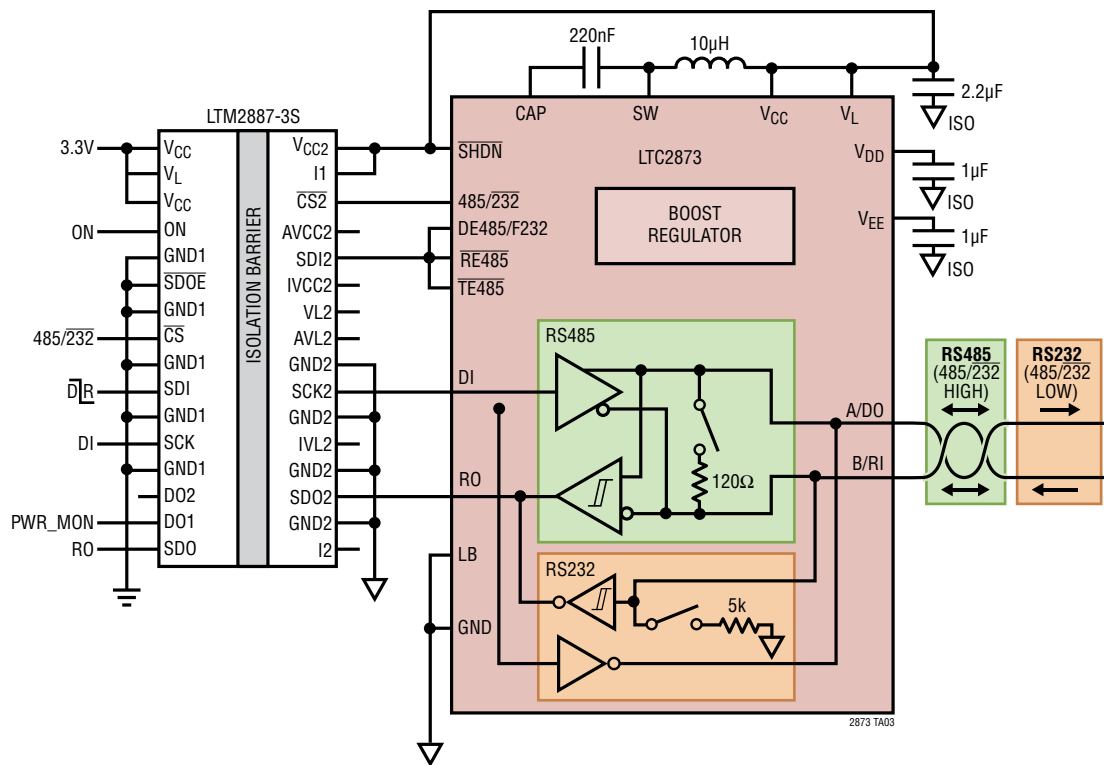 220nF
10µH
CAP
SW
VCC
VL
2.2µF
ISO
LTM2887-3S
3.3V
VCC
VL
VCC
ON
ON
GND1
SDOE
GND1
485/232
CS
GND1
D R
SDI
GND1
DI
SCK
GND1
DO2
PWR_MON
DO1
RO
SDO
ISOLATION BARRIER
VCC2
I1
CS2
AVCC2
SDI2
IVCC2
VL2
AVL2
GND2
SCK2
GND2
IVL2
GND2
SDO2
GND2
I2
SHDN
485/232
DE485/F232
RE485
TE485
DI
RO
LB
GND
LTC2873
BOOST
REGULATOR
VDD
1µF
ISO
VEE
1µF
ISO
RS485
120Ω
RS232
5k
A/DO
B/RI
RS485
(485/232
HIGH)
RS232
(485/232
LOW)
2873 TA03